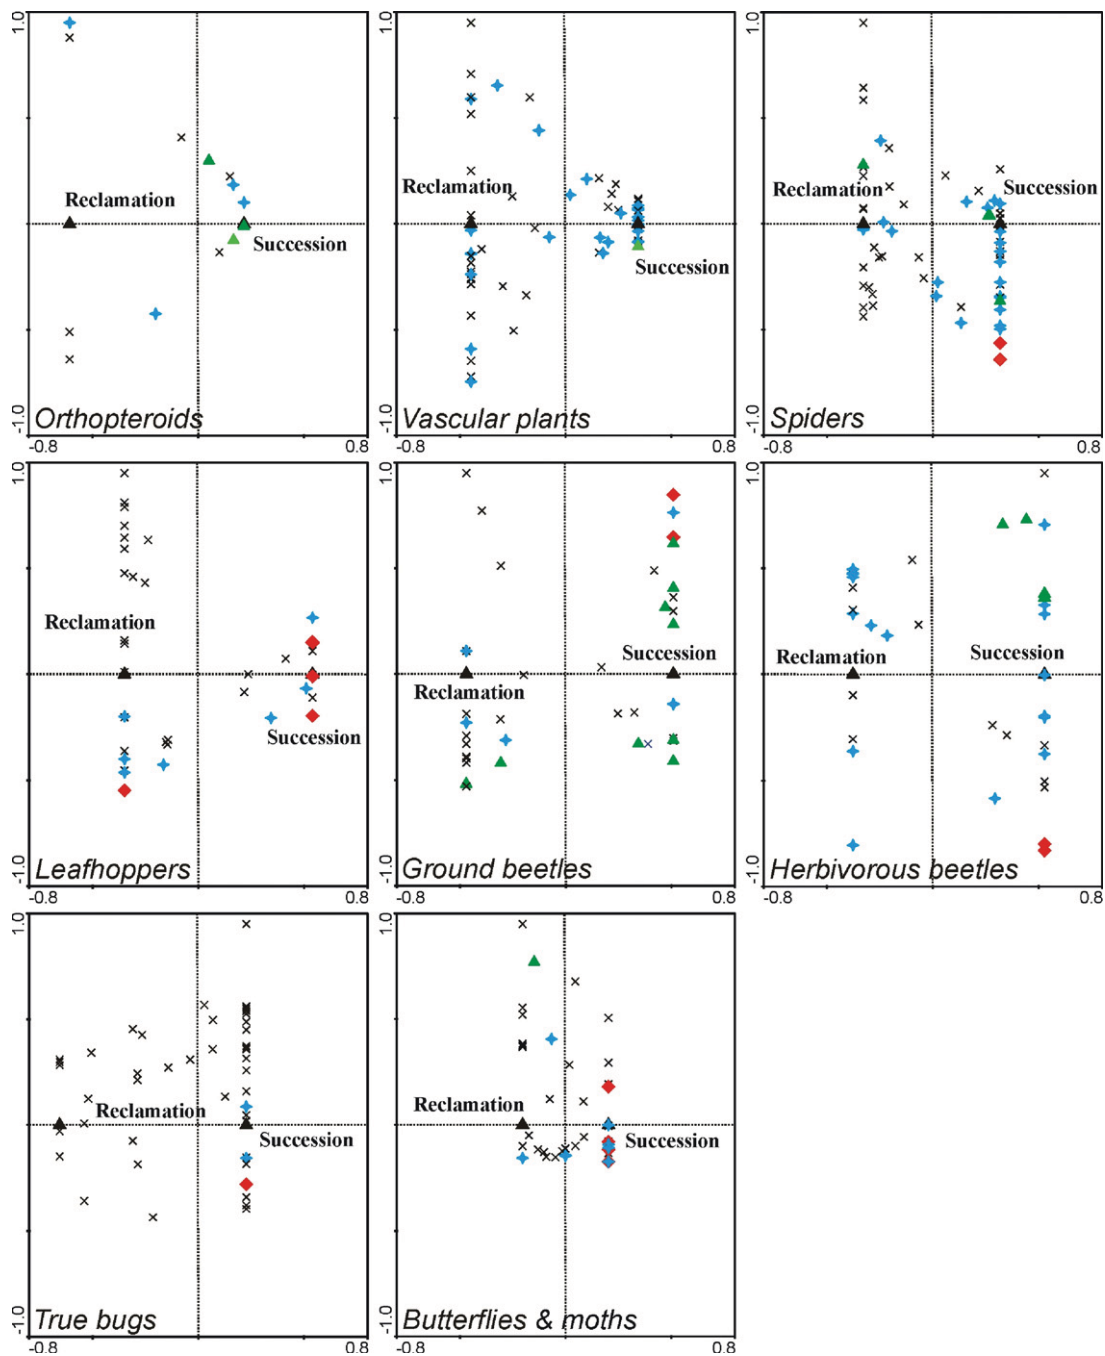 1.0
1.0
1.0
Reclamation
Succession
Reclamation
Succession
Reclamation
Succession
Orthopteroids
Vascular plants
Spiders
-1.0
-1.0
-1.0
-0.8
0.8
-0.8
0.8
-0.8
0.8
1.0
1.0
1.0
Reclamation
Succession
Reclamation
Succession
Reclamation
Succession
Leafhoppers
Ground beetles
Herbivorous beetles
-1.0
-1.0
-1.0
-0.8
0.8
-0.8
0.8
-0.8
0.8
1.0
1.0
Reclamation
Succession
Reclamation
Succession
True bugs
Butterflies & moths
-1.0
-1.0
-0.8
0.8
-0.8
0.8